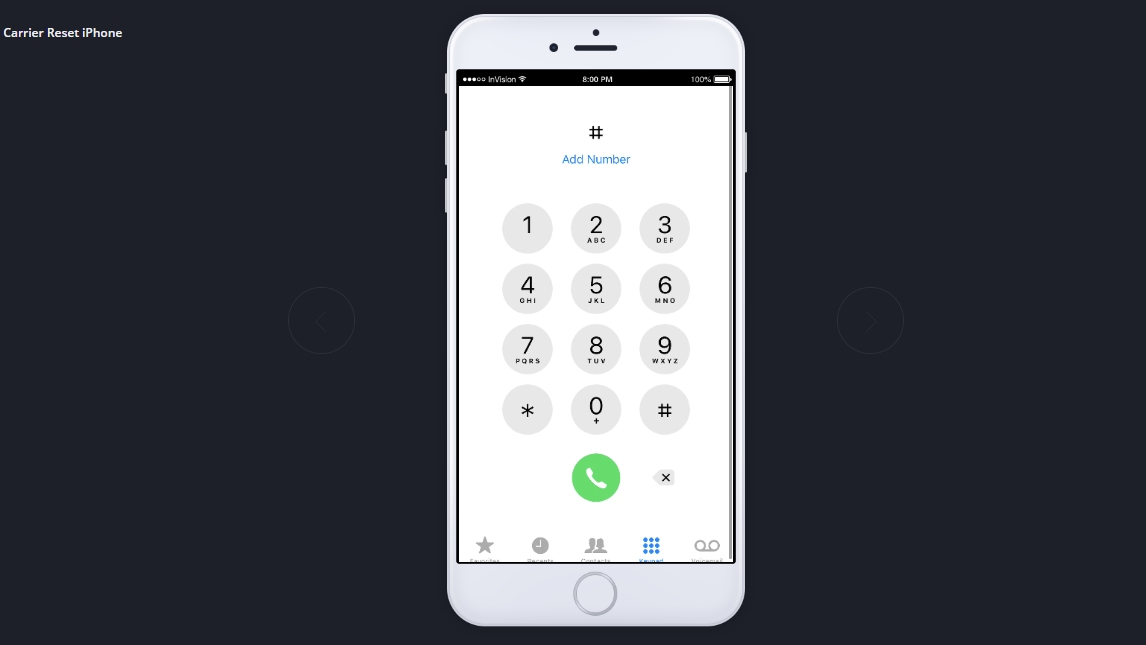 Carrier Reset iPhone
InVision 8:00 PM 100%
#
Add Number
1 2 3
ABC DEF
4 5 6
GHI JKL MNO
7 8 9
PQRS TUV WXYZ
* 0 #
+
Favorites Recents Contacts Keypad Voicemail